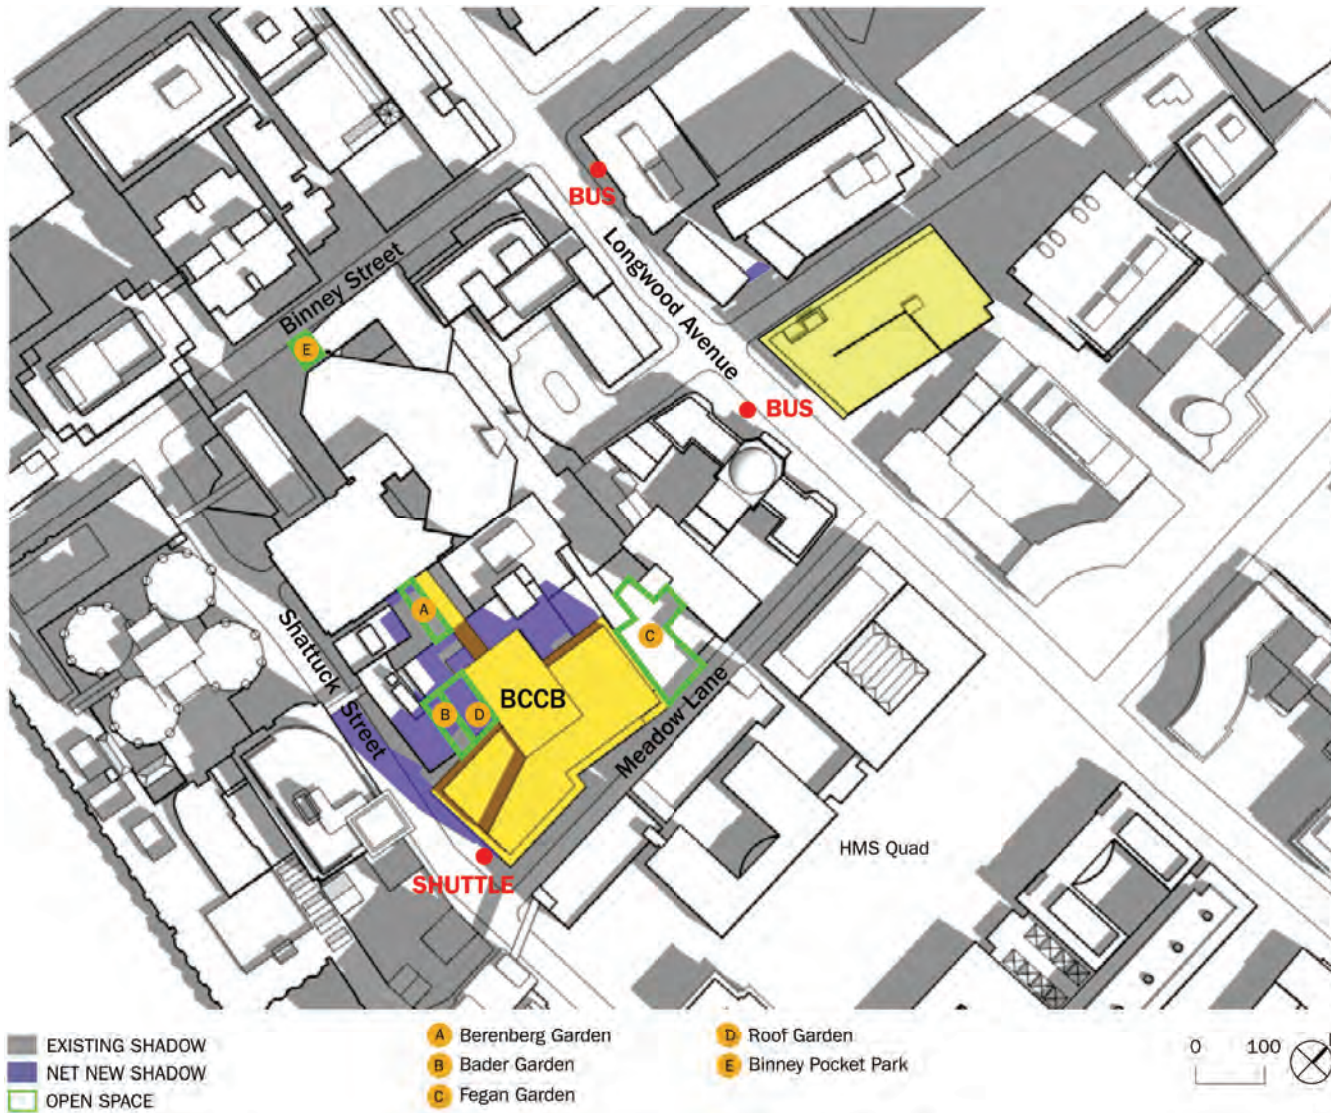 BUS
Longwood Avenue
Binney Street
E
BUS
A
C
Shattuck Street
BCCB
B
D
Meadow Lane
HMS Quad
SHUTTLE
EXISTING SHADOW
NET NEW SHADOW
OPEN SPACE
A Berenberg Garden
B Bader Garden
C Fegan Garden
D Roof Garden
E Binney Pocket Park
0 100